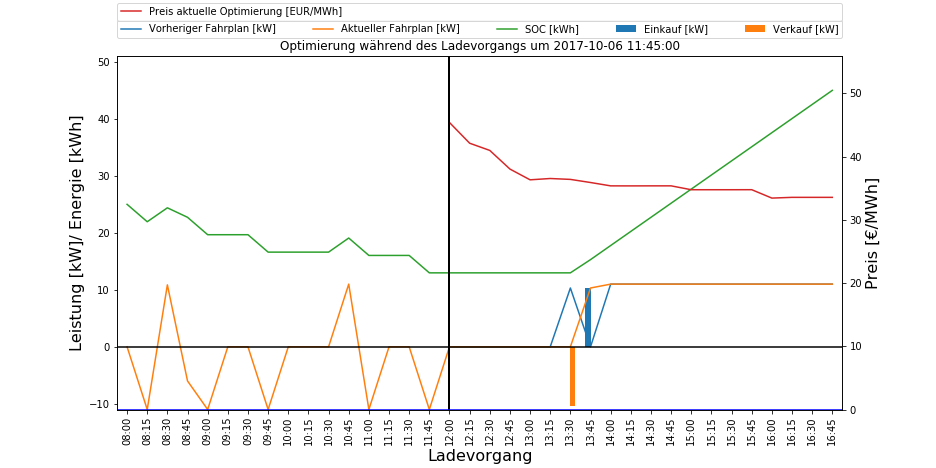 Preis aktuelle Optimierung [EUR/MWh]
Vorheriger Fahrplan [kW] Aktueller Fahrplan [kW] SOC [kWh] Einkauf [kW] Verkauf [kW]
Optimierung während des Ladevorgangs um 2017-10-06 11:45:00
Leistung [kW]/ Energie [kWh]
50
40
30
20
10
0
−10
50
40
30
20
10
0
Preis [€/MWh]
08:00 08:15 08:30 08:45 09:00 09:15 09:30 09:45 10:00 10:15 10:30 10:45 11:00 11:15 11:30 11:45 12:00 12:15 12:30 12:45 13:00 13:15 13:30 13:45 14:00 14:15 14:30 14:45 15:00 15:15 15:30 15:45 16:00 16:15 16:30 16:45
Ladevorgang